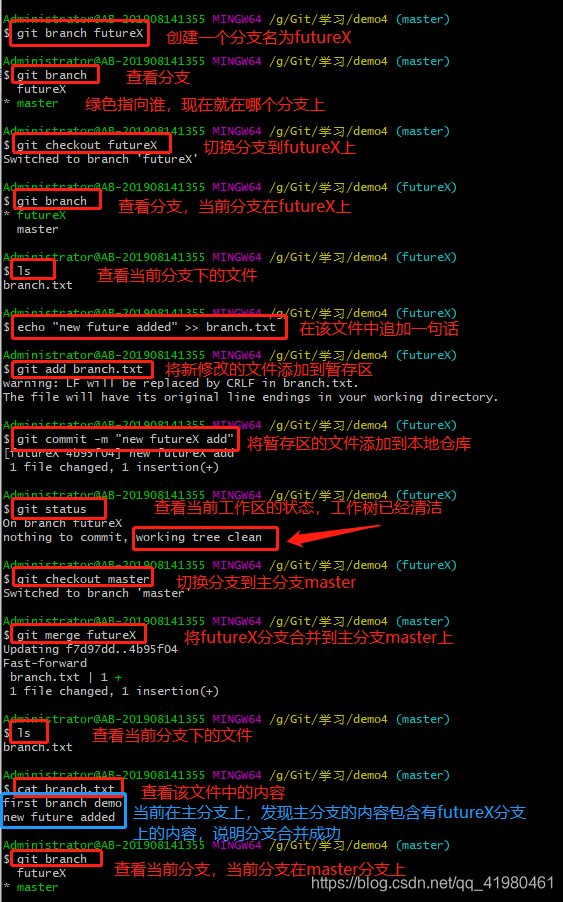 Administrator@AB-201908141355 MINGW64 /g/Git/学习/demo4 (master)
$ git branch futureX 创建一个分支名为futureX
Administrator@AB-201908141355 MINGW64 /g/Git/学习/demo4 (master)
$ git branch 查看分支
futureX
* master 绿色指向谁，现在就在哪个分支上
Administrator@AB-201908141355 MINGW64 /g/Git/学习/demo4 (master)
$ git checkout futureX 切换分支到futureX上
Switched to branch 'futureX'
Administrator@AB-201908141355 MINGW64 /g/Git/学习/demo4 (futureX)
$ git branch 查看分支，当前分支在futureX上
* futureX
master
Administrator@AB-201908141355 MINGW64 /g/Git/学习/demo4 (futureX)
$ ls 查看当前分支下的文件
branch.txt
Administrator@AB-201908141355 MINGW64 /g/Git/学习/demo4 (futureX)
$ echo "new future added" >> branch.txt 在该文件中追加一句话
Administrator@AB-201908141355 MINGW64 /g/Git/学习/demo4 (futureX)
$ git add branch.txt 将新修改的文件添加到暂存区
warning: LF will be replaced by CRLF in branch.txt.
The file will have its original line endings in your working directory.
Administrator@AB-201908141355 MINGW64 /g/Git/学习/demo4 (futureX)
$ git commit -m "new futureX add" 将暂存区的文件添加到本地仓库
[futureX 4b95f04] new futureX add
1 file changed, 1 insertion(+)
Administrator@AB-201908141355 MINGW64 /g/Git/学习/demo4 (futureX)
$ git status 查看当前工作区的状态，工作树已经清洁
On branch futureX
nothing to commit, working tree clean
Administrator@AB-201908141355 MINGW64 /g/Git/学习/demo4 (futureX)
$ git checkout master 切换分支到主分支master
Switched to branch 'master'
Administrator@AB-201908141355 MINGW64 /g/Git/学习/demo4 (master)
$ git merge futureX 将futureX分支合并到主分支master上
Updating f7d97dd..4b95f04
Fast-forward
branch.txt | 1 +
1 file changed, 1 insertion(+)
Administrator@AB-201908141355 MINGW64 /g/Git/学习/demo4 (master)
$ ls 查看当前分支下的文件
branch.txt
Administrator@AB-201908141355 MINGW64 /g/Git/学习/demo4 (master)
$ cat branch.txt 查看该文件中的内容
first branch demo
new future added
当前在主分支上，发现主分支的内容包含有futureX分支
上的内容，说明分支合并成功
Administrator@AB-201908141355 MINGW64 /g/Git/学习/demo4 (master)
$ git branch 查看当前分支，当前分支在master分支上
futureX
* master
https://blog.csdn.net/qq_41980461